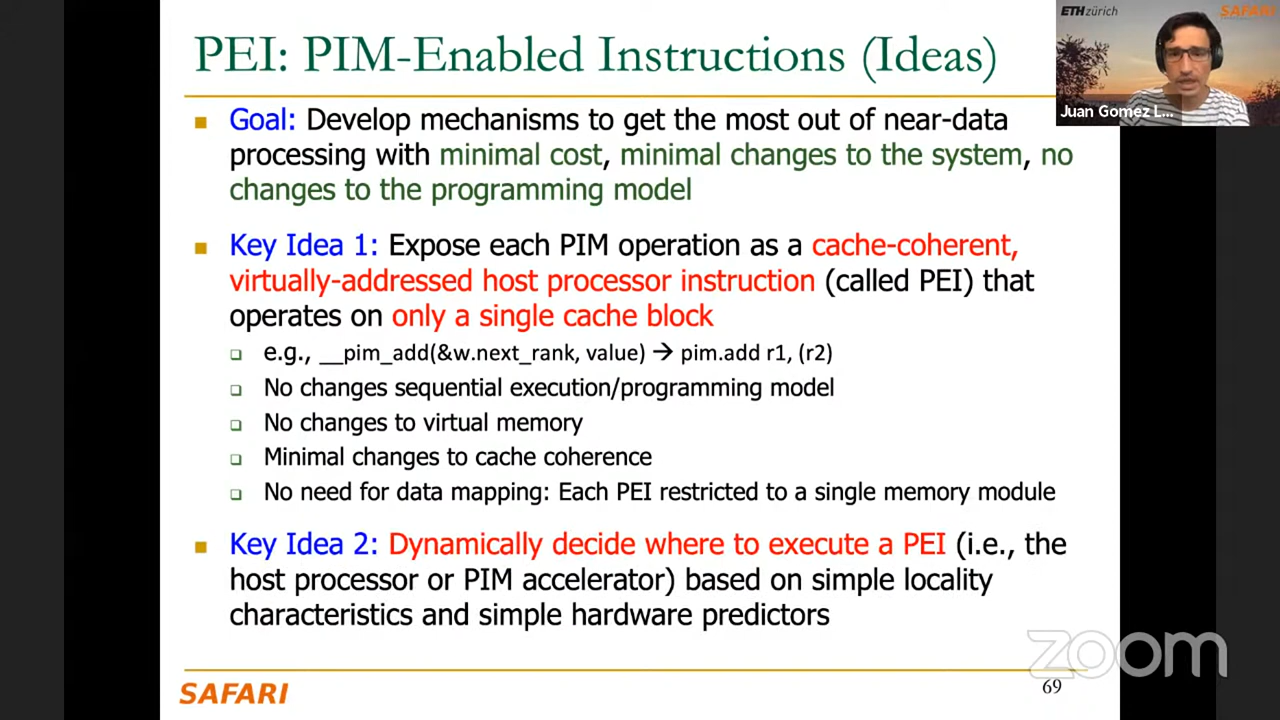 PEI: PIM-Enabled Instructions (Ideas)
ETHzürich
SAFARI
Juan Gomez L...
Goal: Develop mechanisms to get the most out of near-data
processing with minimal cost, minimal changes to the system, no
changes to the programming model
Key Idea 1: Expose each PIM operation as a cache-coherent,
virtually-addressed host processor instruction (called PEI) that
operates on only a single cache block
e.g., __pim_add(&w.next_rank, value) → pim.add r1, (r2)
No changes sequential execution/programming model
No changes to virtual memory
Minimal changes to cache coherence
No need for data mapping: Each PEI restricted to a single memory module
Key Idea 2: Dynamically decide where to execute a PEI (i.e., the
host processor or PIM accelerator) based on simple locality
characteristics and simple hardware predictors
zoom
SAFARI
69